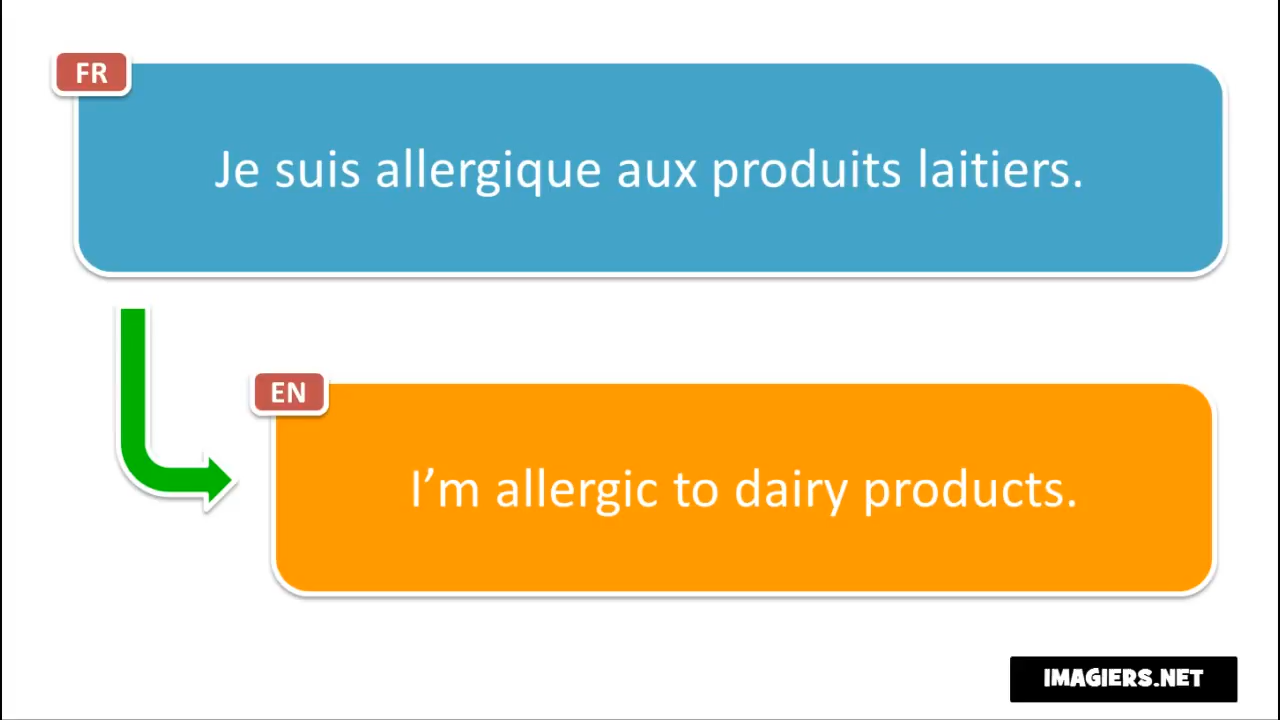 FR
Je suis allergique aux produits laitiers.
EN
I’m allergic to dairy products.
IMAGIERS.NET